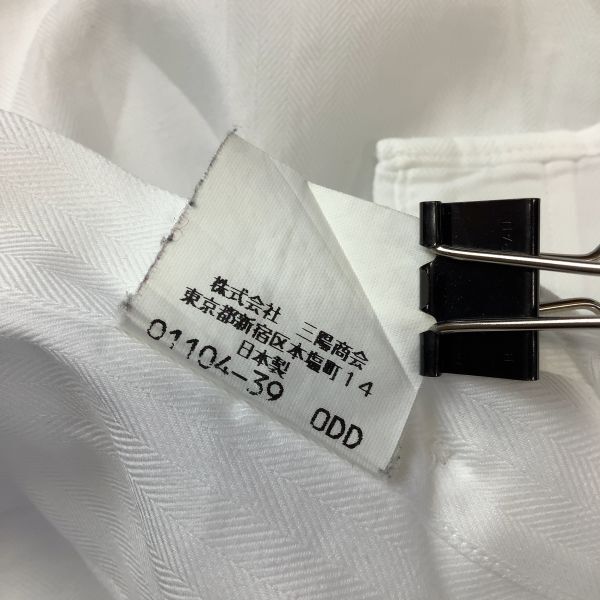 株式会社 三陽商会
東京都新宿区本塩町14
日本製
01104-39 ODD